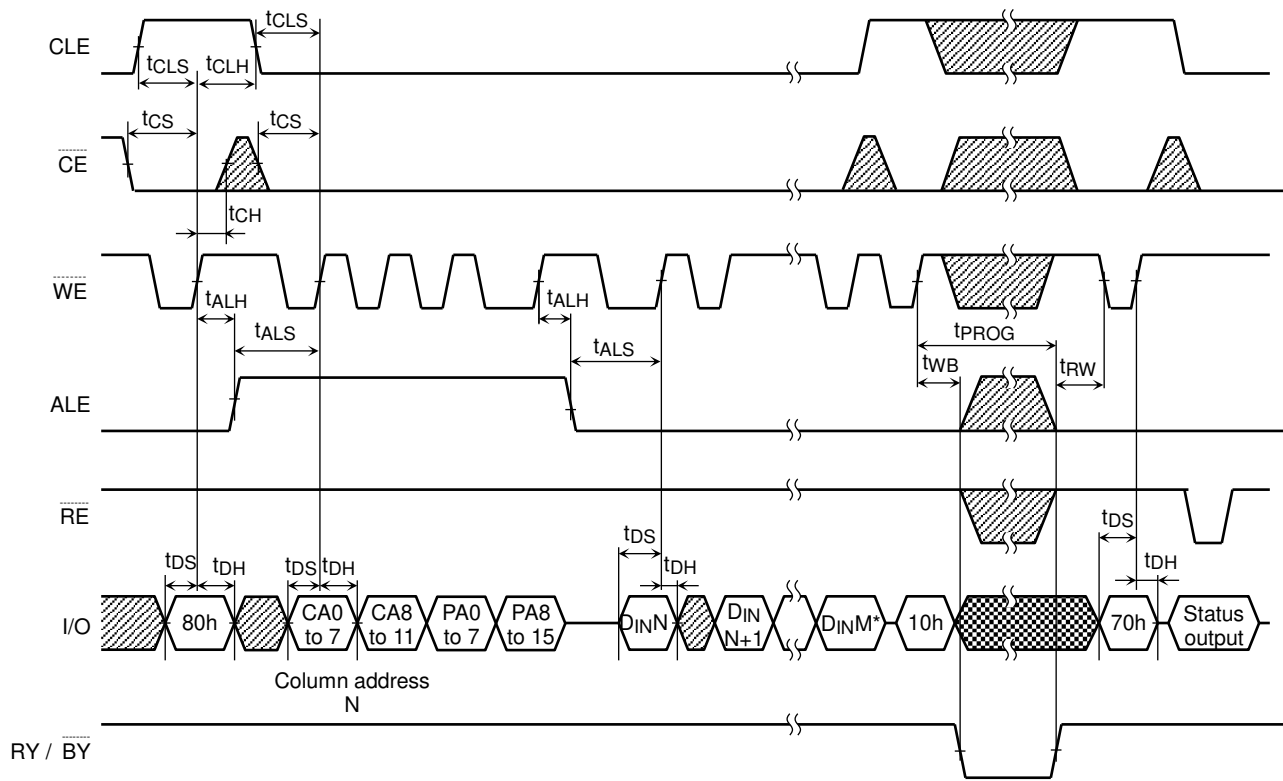 CLE
tCLS
tCLS tCLH
CE
tCS
tCS
tCH
WE
tALH
tALH
tALS
tALS
tPROG
tWB
tRW
ALE
RE
tDS
tDH
tDS
tDH
tDS
tDH
tDS
tDH
I/O
80h
CA0
to 7
CA8
to 11
PA0
to 7
PA8
to 15
DINN
DIN
N+1
DINM*
10h
70h
Status
output
Column address
N
RY / BY